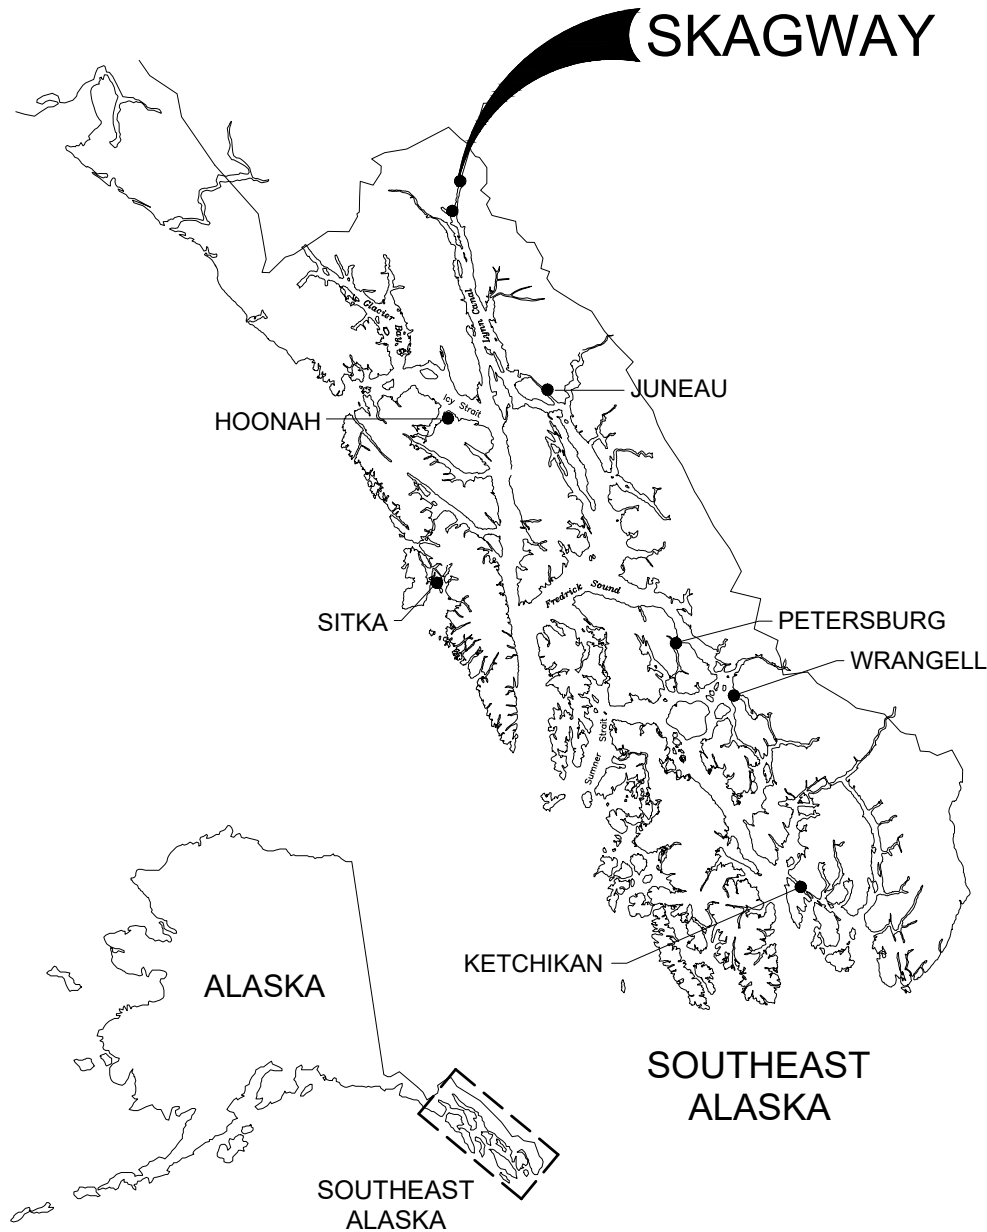 SKAGWAY
Lynn Canal
Glacier
Bay
JUNEAU
Icy Strait
HOONAH
Fredrick Sound
SITKA
PETERSBURG
WRANGELL
Sumner Strait
KETCHIKAN
ALASKA
SOUTHEAST
ALASKA
SOUTHEAST
ALASKA